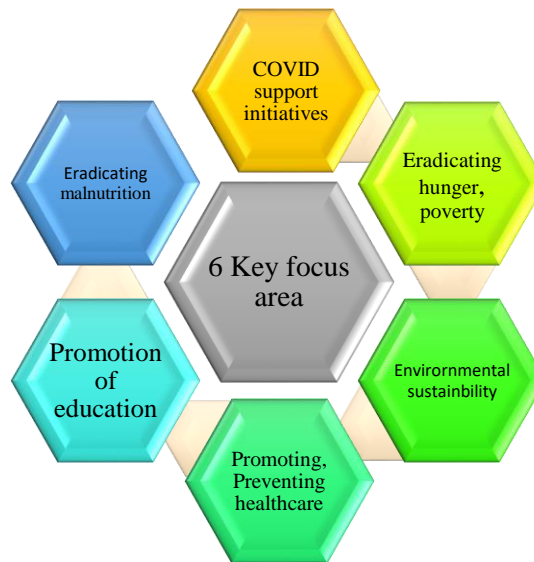 COVID
support
initiatives
Eradicating
hunger,
poverty
Envirornmental
sustainbility
Promoting,
Preventing
healthcare
Promotion
of
education
Eradicating
malnutrition
6 Key focus
area